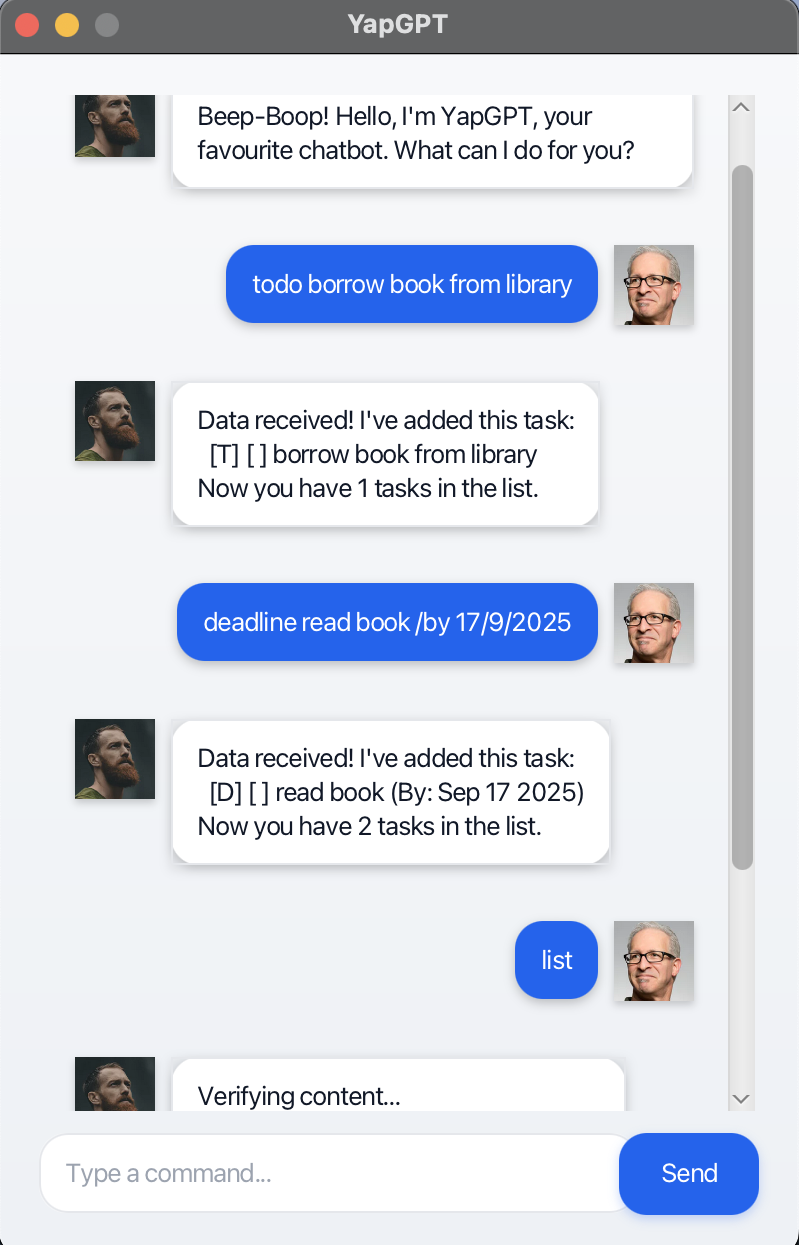 YapGPT
Beep-Boop! Hello, I'm YapGPT, your
favourite chatbot. What can I do for you?
todo borrow book from library
Data received! I've added this task:
[T] [ ] borrow book from library
Now you have 1 tasks in the list.
deadline read book /by 17/9/2025
Data received! I've added this task:
[D] [ ] read book (By: Sep 17 2025)
Now you have 2 tasks in the list.
list
Verifying content...
Type a command...
Send